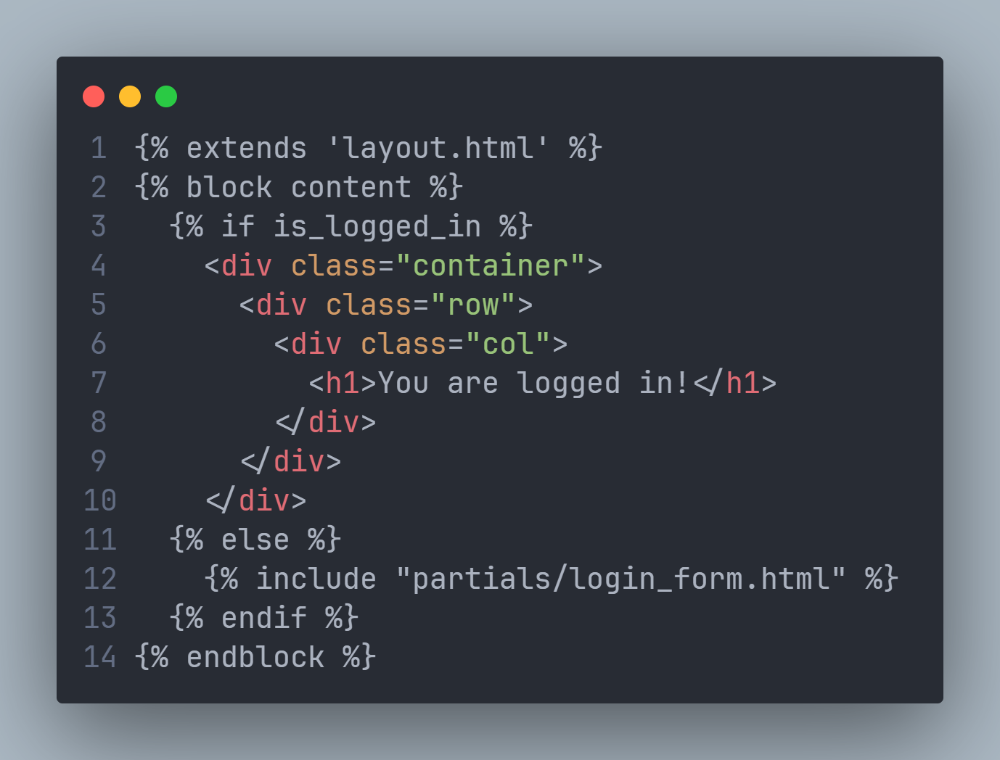 1 {% extends 'layout.html' %}
2 {% block content %}
3   {% if is_logged_in %}
4     <div class="container">
5       <div class="row">
6         <div class="col">
7           <h1>You are logged in!</h1>
8         </div>
9       </div>
10     </div>
11   {% else %}
12     {% include "partials/login_form.html" %}
13   {% endif %}
14 {% endblock %}